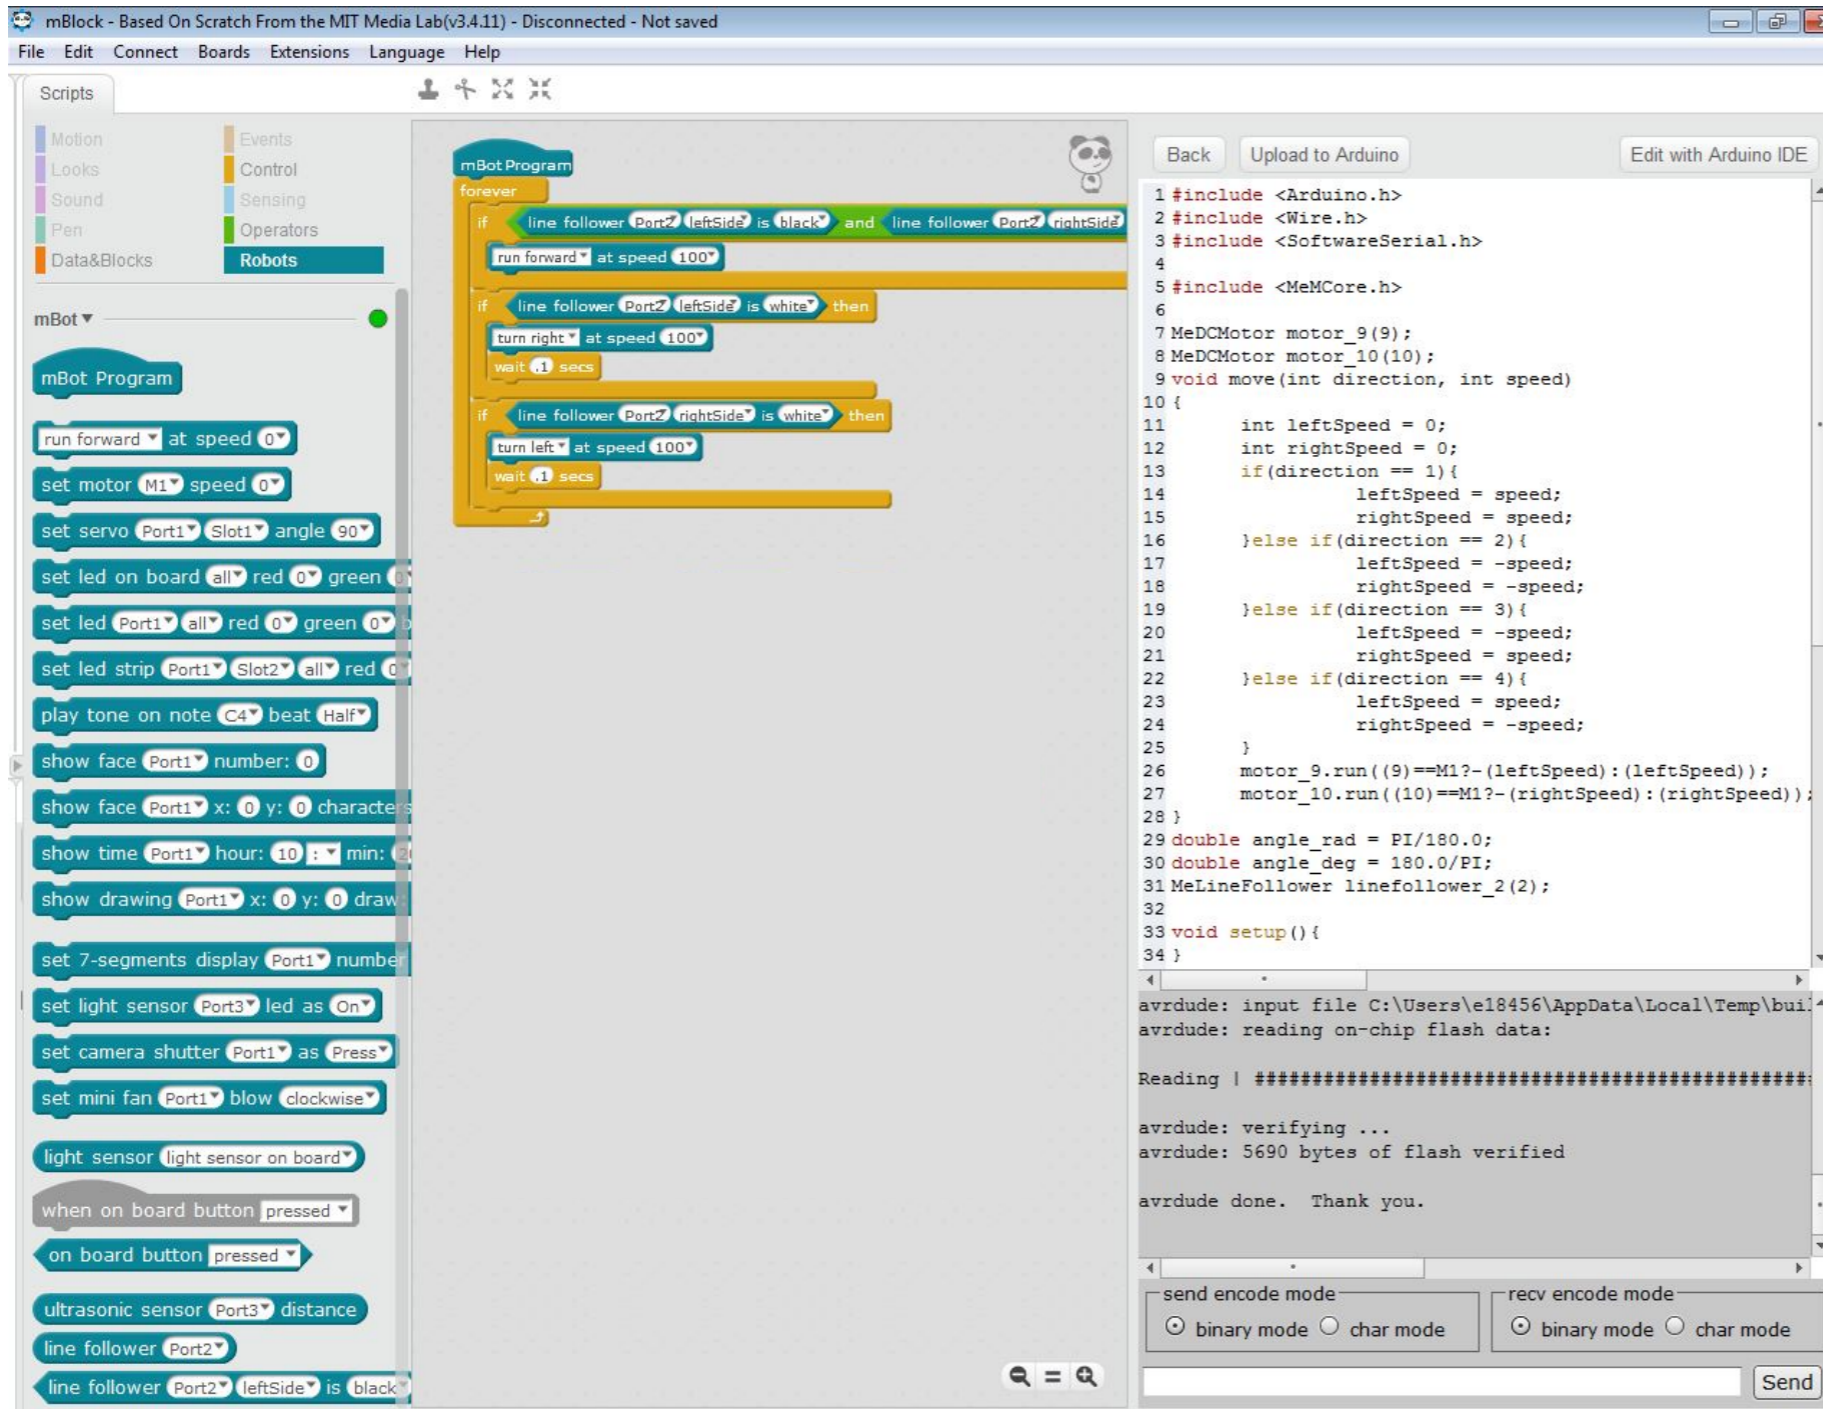 mBlock - Based On Scratch From the MIT Media Lab(v3.4.11) - Disconnected - Not saved
File Edit Connect Boards Extensions Language Help
Scripts
Motion Events
Looks Control
Sound Sensing
Pen Operators
Data&Blocks Robots
mBot
mBot Program
run forward at speed 0
set motor M1 speed 0
set servo Port1 Slot1 angle 90
set led on board all red 0 green 0
set led Port1 all red 0 green 0
set led strip Port1 Slot2 all red 0
play tone on note C4 beat Half
show face Port1 number: 0
show face Port1 x: 0 y: 0 characters
show time Port1 hour: 10 : min:
show drawing Port1 x: 0 y: 0 draw
set 7-segments display Port1 number
set light sensor Port3 led as On
set camera shutter Port1 as Press
set mini fan Port1 blow clockwise
light sensor light sensor on board
when on board button pressed
on board button pressed
ultrasonic sensor Port3 distance
line follower Port2
line follower Port2 leftSide is black
mBot Program
forever
if line follower Port2 leftSide is black and line follower Port2 rightSide
run forward at speed 100
if line follower Port2 leftSide is white then
turn right at speed 100
wait .1 secs
if line follower Port2 rightSide is white then
turn left at speed 100
wait .1 secs
Back Upload to Arduino Edit with Arduino IDE
1 #include <Arduino.h>
2 #include <Wire.h>
3 #include <SoftwareSerial.h>
4
5 #include <MeMCore.h>
6
7 MeDCMotor motor_9(9);
8 MeDCMotor motor_10(10);
9 void move(int direction, int speed)
10 {
11 int leftSpeed = 0;
12 int rightSpeed = 0;
13 if(direction == 1){
14 leftSpeed = speed;
15 rightSpeed = speed;
16 }else if(direction == 2){
17 leftSpeed = -speed;
18 rightSpeed = -speed;
19 }else if(direction == 3){
20 leftSpeed = -speed;
21 rightSpeed = speed;
22 }else if(direction == 4){
23 leftSpeed = speed;
24 rightSpeed = -speed;
25 }
26 motor_9.run((9)==M1?-(leftSpeed):(leftSpeed));
27 motor_10.run((10)==M1?-(rightSpeed):(rightSpeed));
28 }
29 double angle_rad = PI/180.0;
30 double angle_deg = 180.0/PI;
31 MeLineFollower linefollower_2(2);
32
33 void setup(){
34 }
avrdude: input file C:\Users\e18456\AppData\Local\Temp\buil
avrdude: reading on-chip flash data:
Reading | ################################################
avrdude: verifying ...
avrdude: 5690 bytes of flash verified
avrdude done. Thank you.
send encode mode recv encode mode
binary mode char mode binary mode char mode
Send